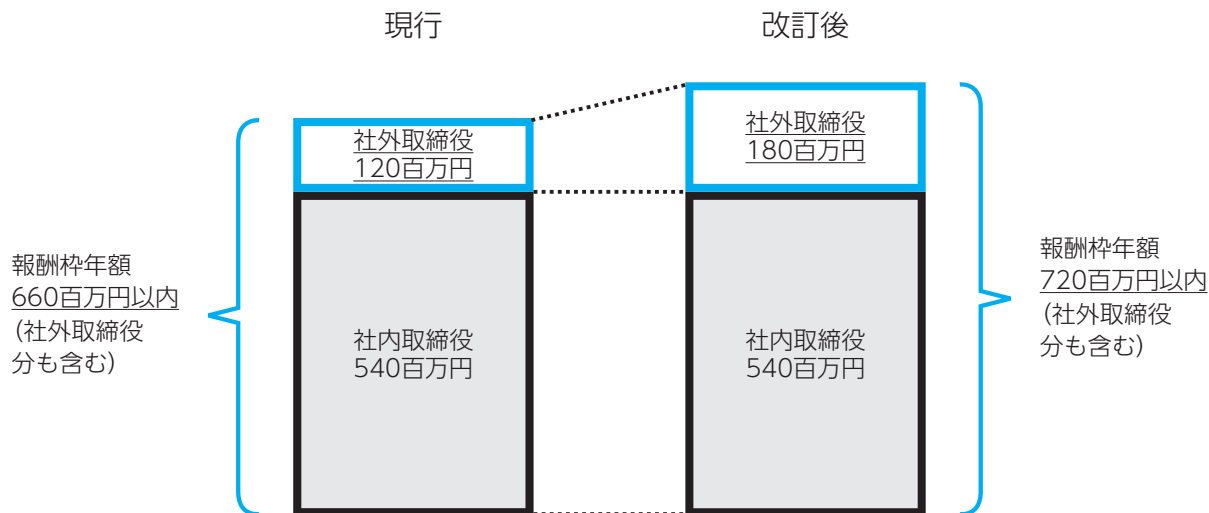 現行
改訂後
社外取締役
120百万円
社外取締役
180百万円
報酬枠年額
660百万円以内
(社外取締役
分も含む)
社内取締役
540百万円
社内取締役
540百万円
報酬枠年額
720百万円以内
(社外取締役
分も含む)